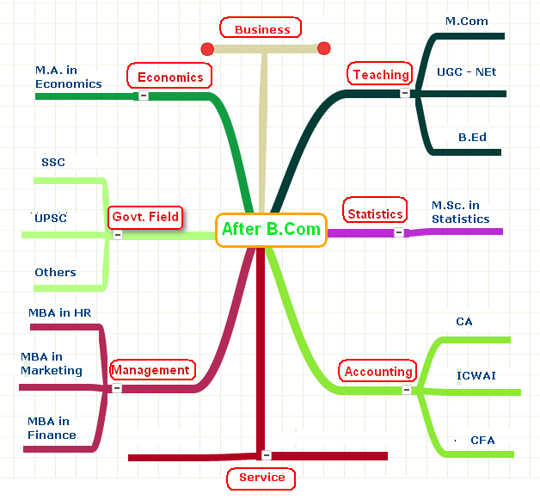 Business
M.Com
M.A. in
Economics
Economics
Teaching
UGC - NEt
B.Ed
SSC
UPSC
Govt. Field
Others
After B.Com
Statistics
M.Sc. in
Statistics
MBA in HR
MBA in
Marketing
Management
MBA in
Finance
Accounting
CA
ICWAI
CFA
Service